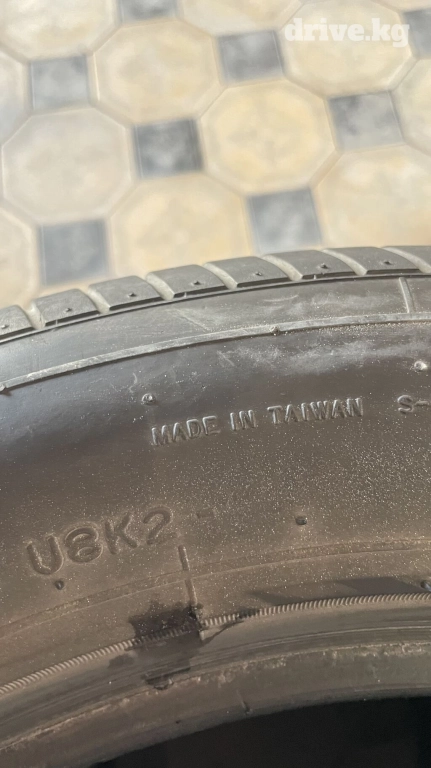 drive.kg
MADE IN TAIWAN S-
U8K2